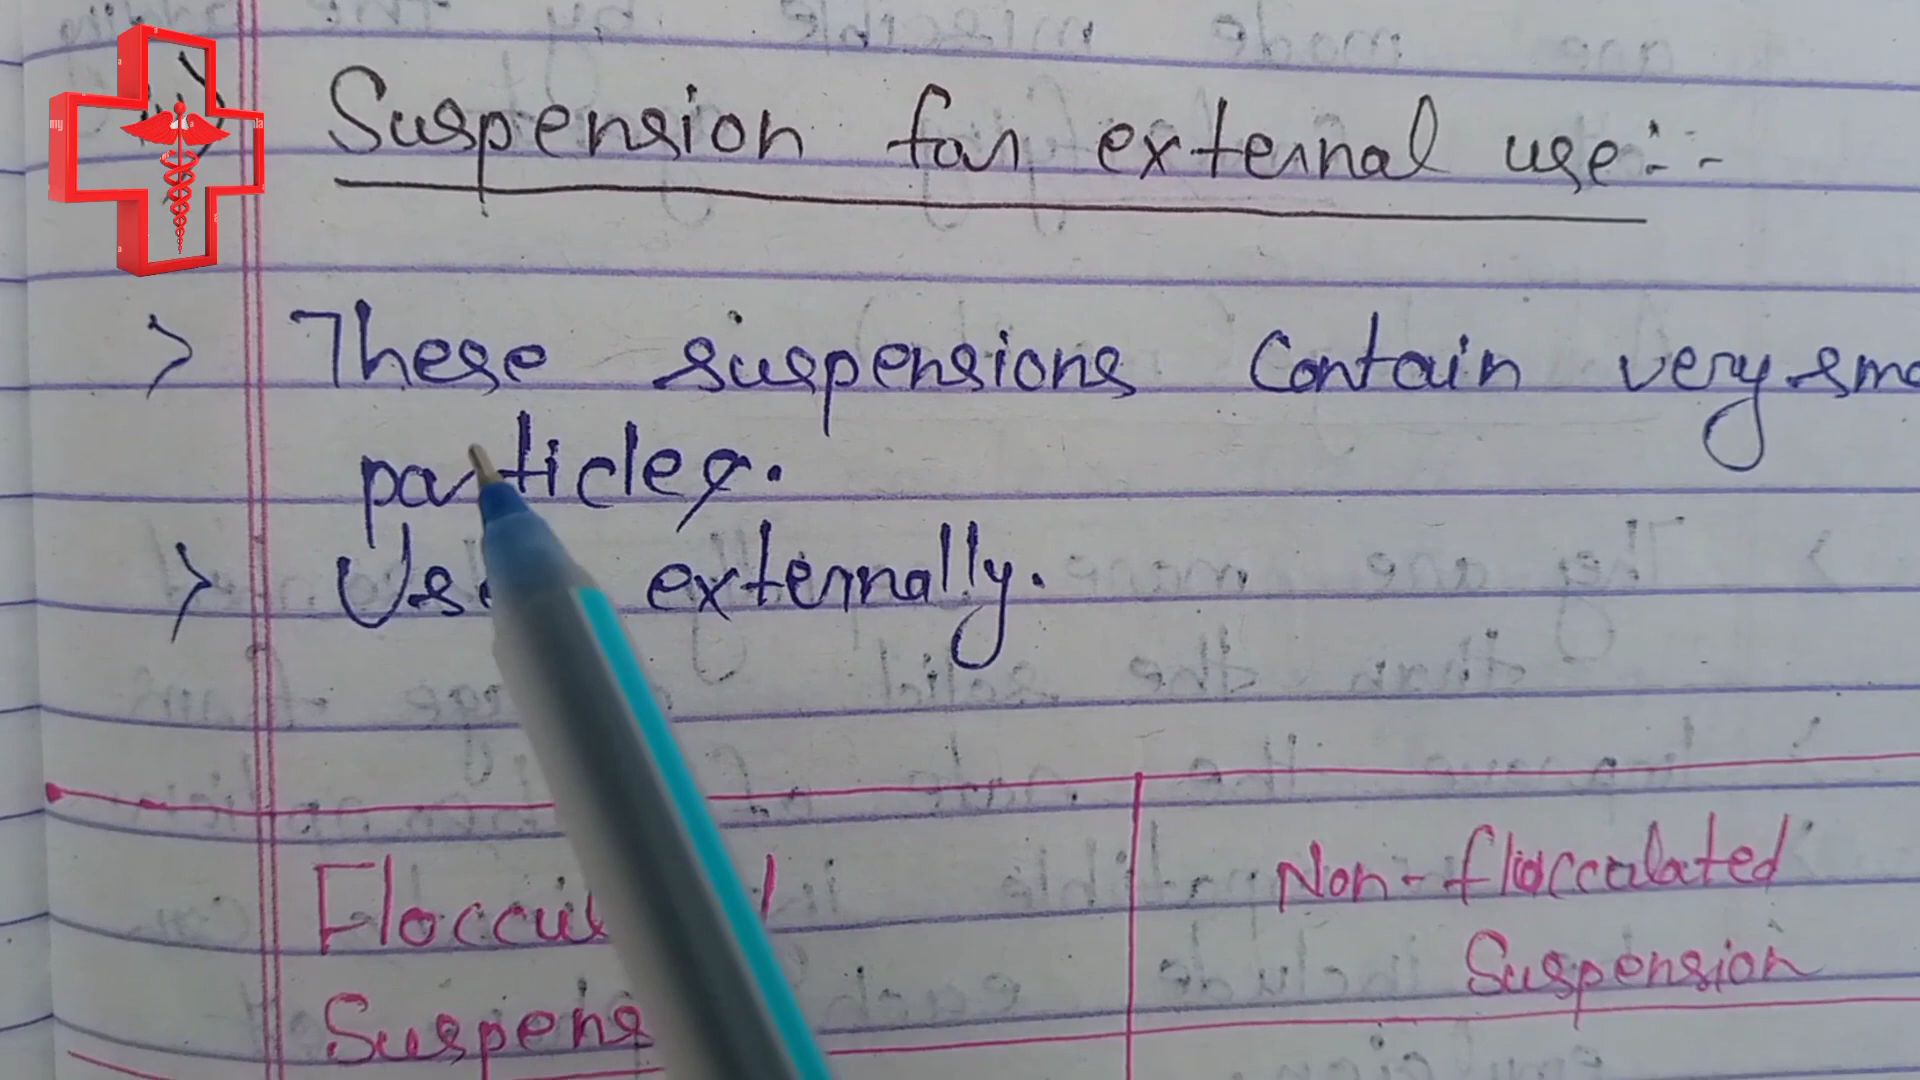 Suspension for external use:-
> These suspensions contain very
particles.
> externally.
Non-flocculated
Suspension